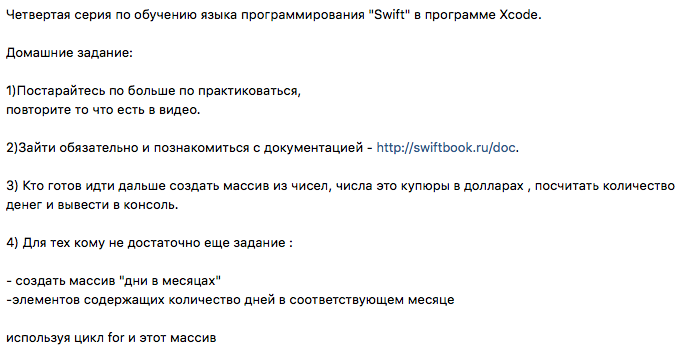 Четвертая серия по обучению языка программирования "Swift" в программе Xcode.
Домашние задание:
1)Постарайтесь по больше по практиковаться,
повторите то что есть в видео.
2)Зайти обязательно и познакомиться с документацией - http://swiftbook.ru/doc.
3) Кто готов идти дальше создать массив из чисел, числа это купюры в долларах , посчитать количество
денег и вывести в консоль.
4) Для тех кому не достаточно еще задание :
- создать массив "дни в месяцах"
-элементов содержащих количество дней в соответствующем месяце
используя цикл for и этот массив